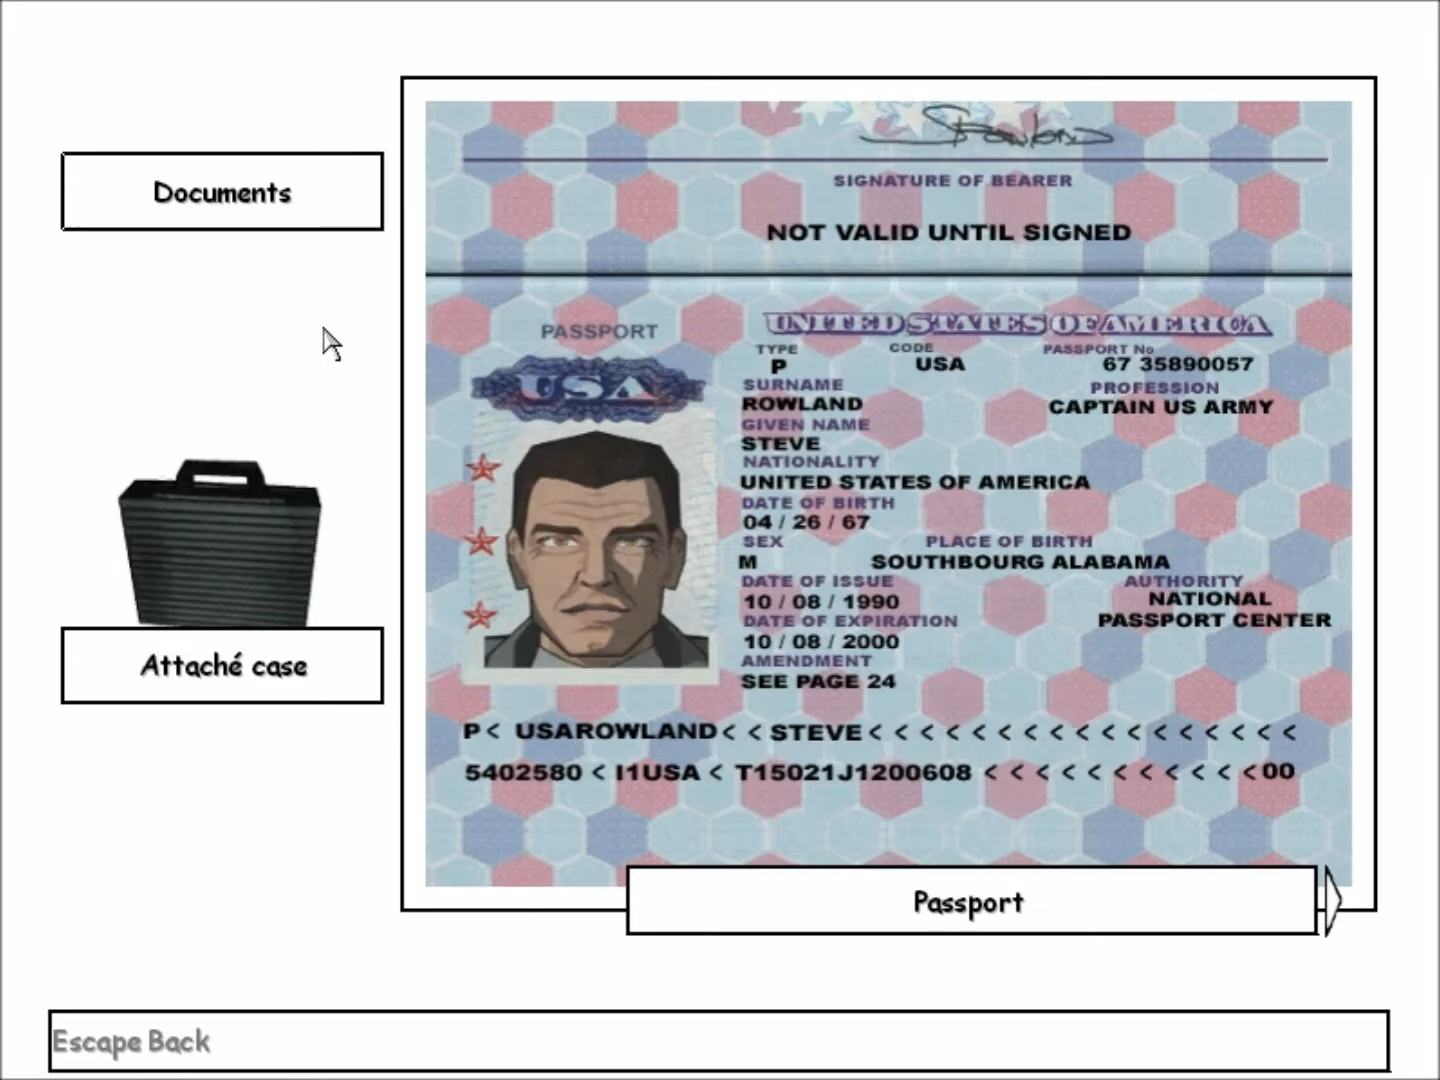 SRowland
SIGNATURE OF BEARER
NOT VALID UNTIL SIGNED
Documents
PASSPORT
USA
UNITED STATES OF AMERICA
TYPE CODE PASSPORT No
P USA 67 35890057
SURNAME PROFESSION
ROWLAND CAPTAIN US ARMY
GIVEN NAME
STEVE
NATIONALITY
UNITED STATES OF AMERICA
DATE OF BIRTH
04 / 26 / 67
SEX PLACE OF BIRTH
M SOUTHBOURG ALABAMA
DATE OF ISSUE AUTHORITY
10 / 08 / 1990 NATIONAL
DATE OF EXPIRATION PASSPORT CENTER
10 / 08 / 2000
AMENDMENT
SEE PAGE 24
P< USAROWLAND< < STEVE< < < < < < < < < < < < < < < < < <
5402580 < I1USA < T15021J1200608 < < < < < < < < < < <00
Attaché case
Passport
Escape Back